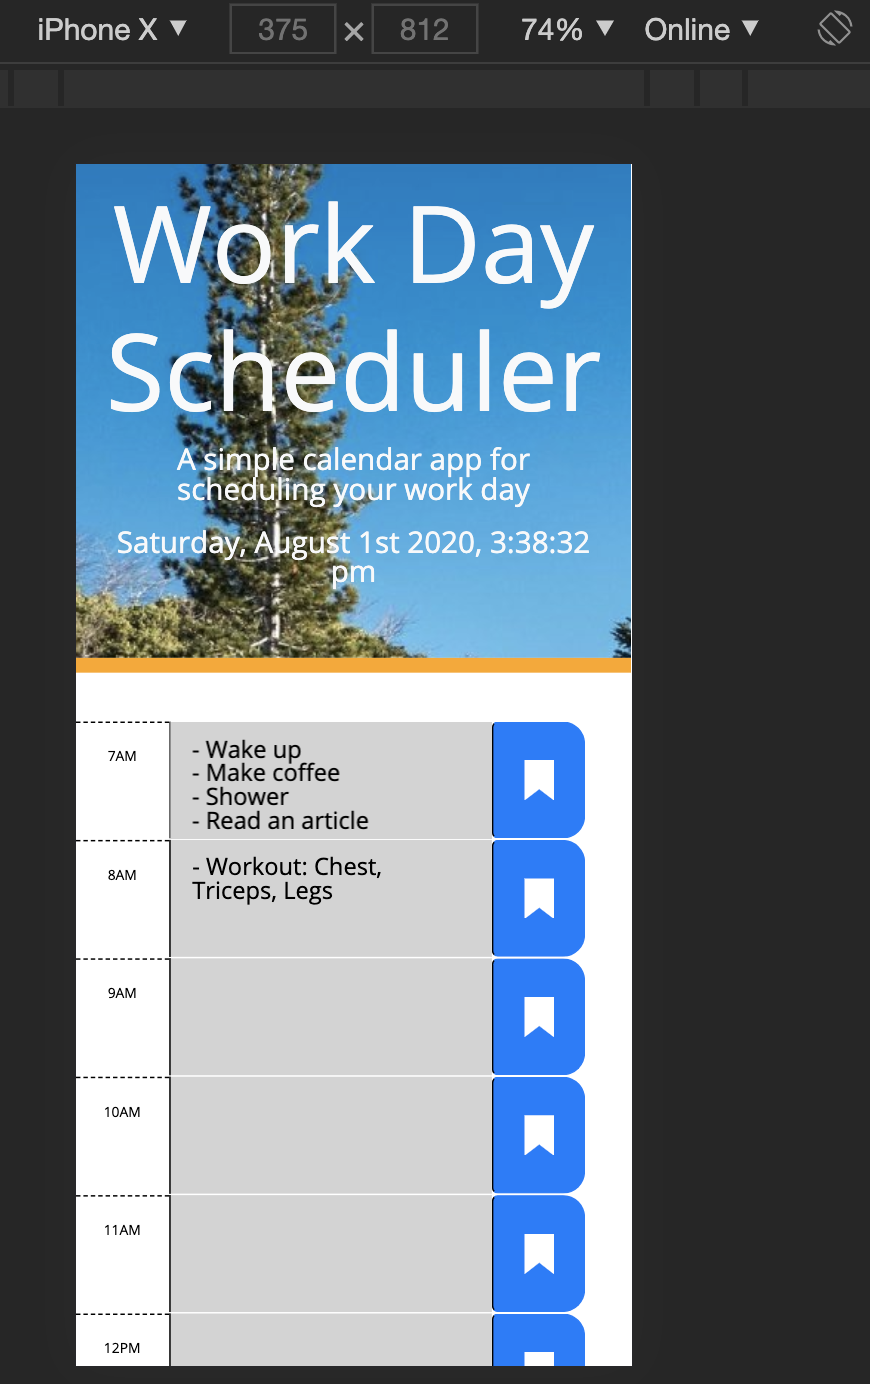 iPhone X ▼ 375 × 812 74% ▼ Online ▼
Work Day
Scheduler
A simple calendar app for
scheduling your work day
Saturday, August 1st 2020, 3:38:32
pm
7AM
- Wake up
- Make coffee
- Shower
- Read an article
8AM
- Workout: Chest,
Triceps, Legs
9AM
10AM
11AM
12PM